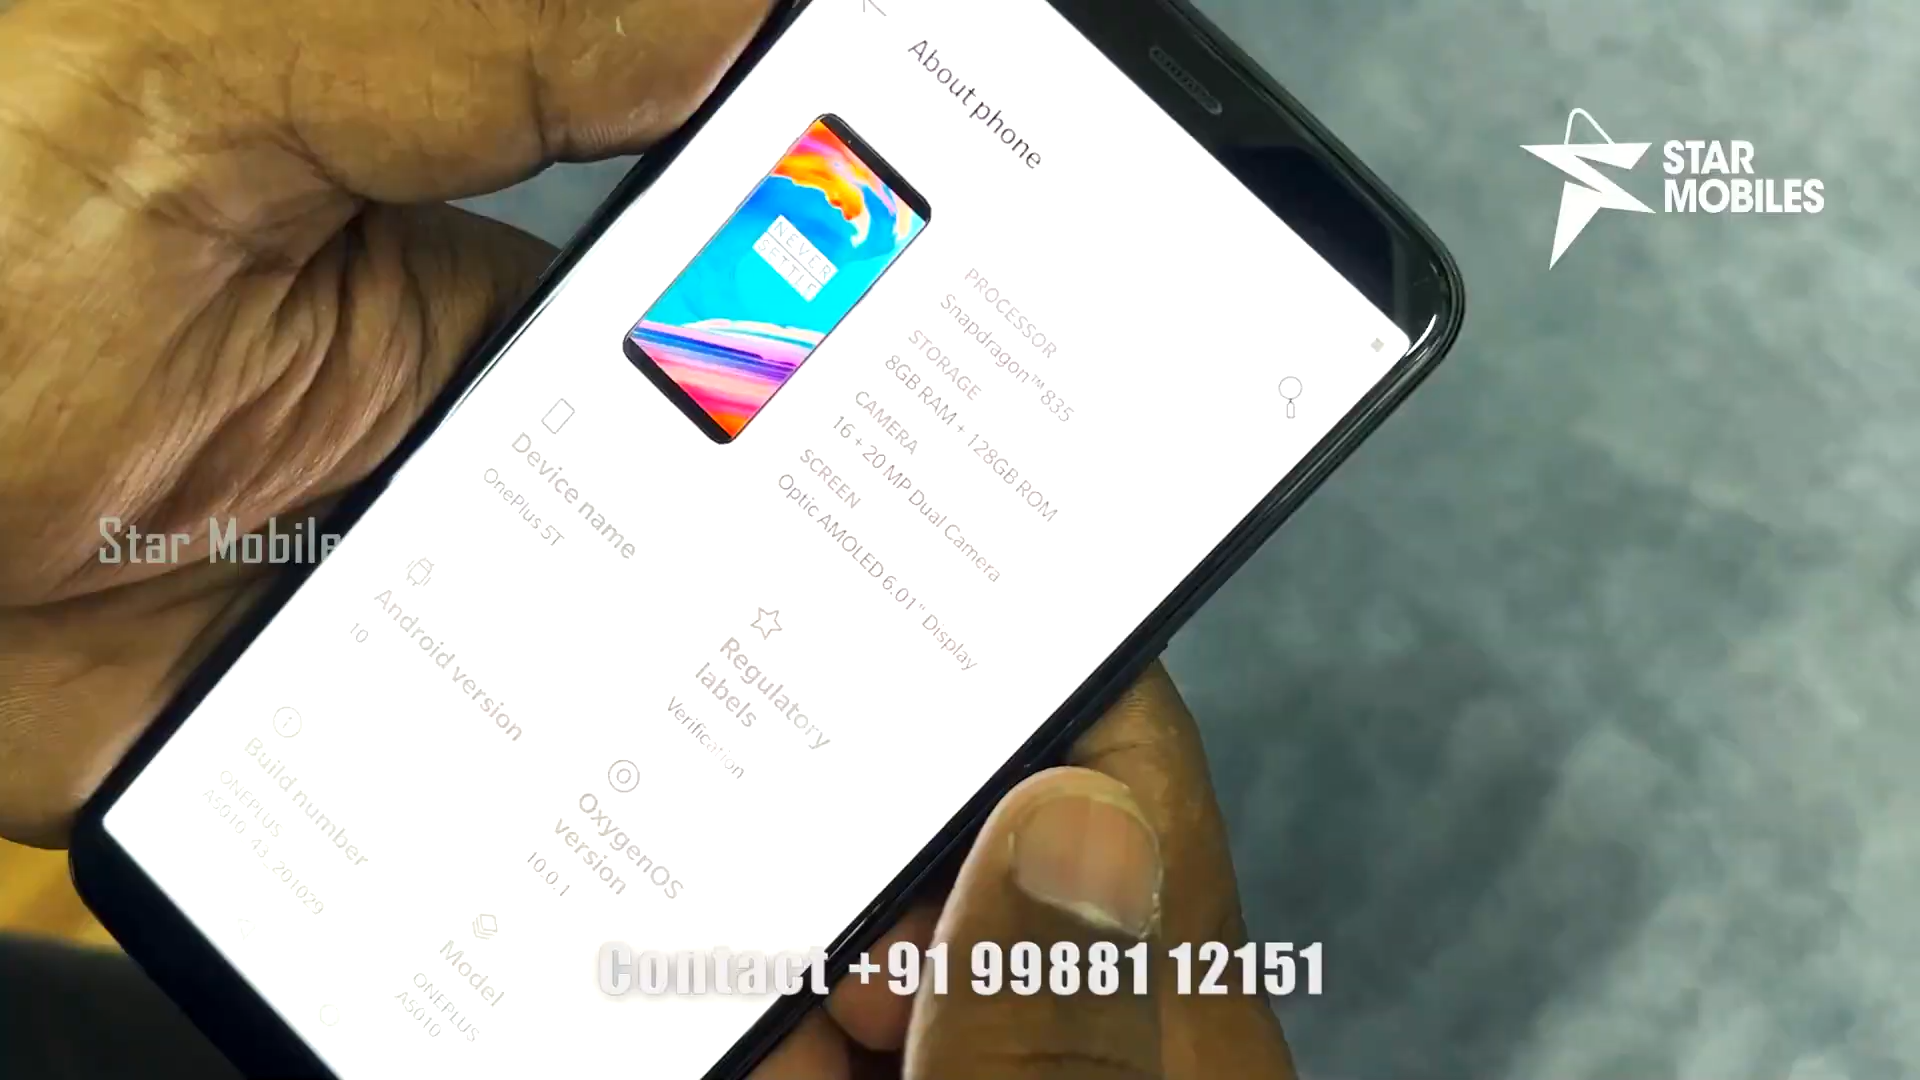 About phone
NEVER
SETTLE
PROCESSOR
Snapdragon™ 835
STORAGE
8GB RAM + 128GB ROM
CAMERA
16 + 20 MP Dual Camera
SCREEN
Optic AMOLED 6.01" Display
Device name
OnePlus 5T
Android version
10
Regulatory
labels
Verification
Build number
ONEPLUS
A5010_43_201029
OxygenOS
version
10.0.1
Model
ONEPLUS
A5010
STAR
MOBILES
Star Mobile
Contact +91 99881 12151